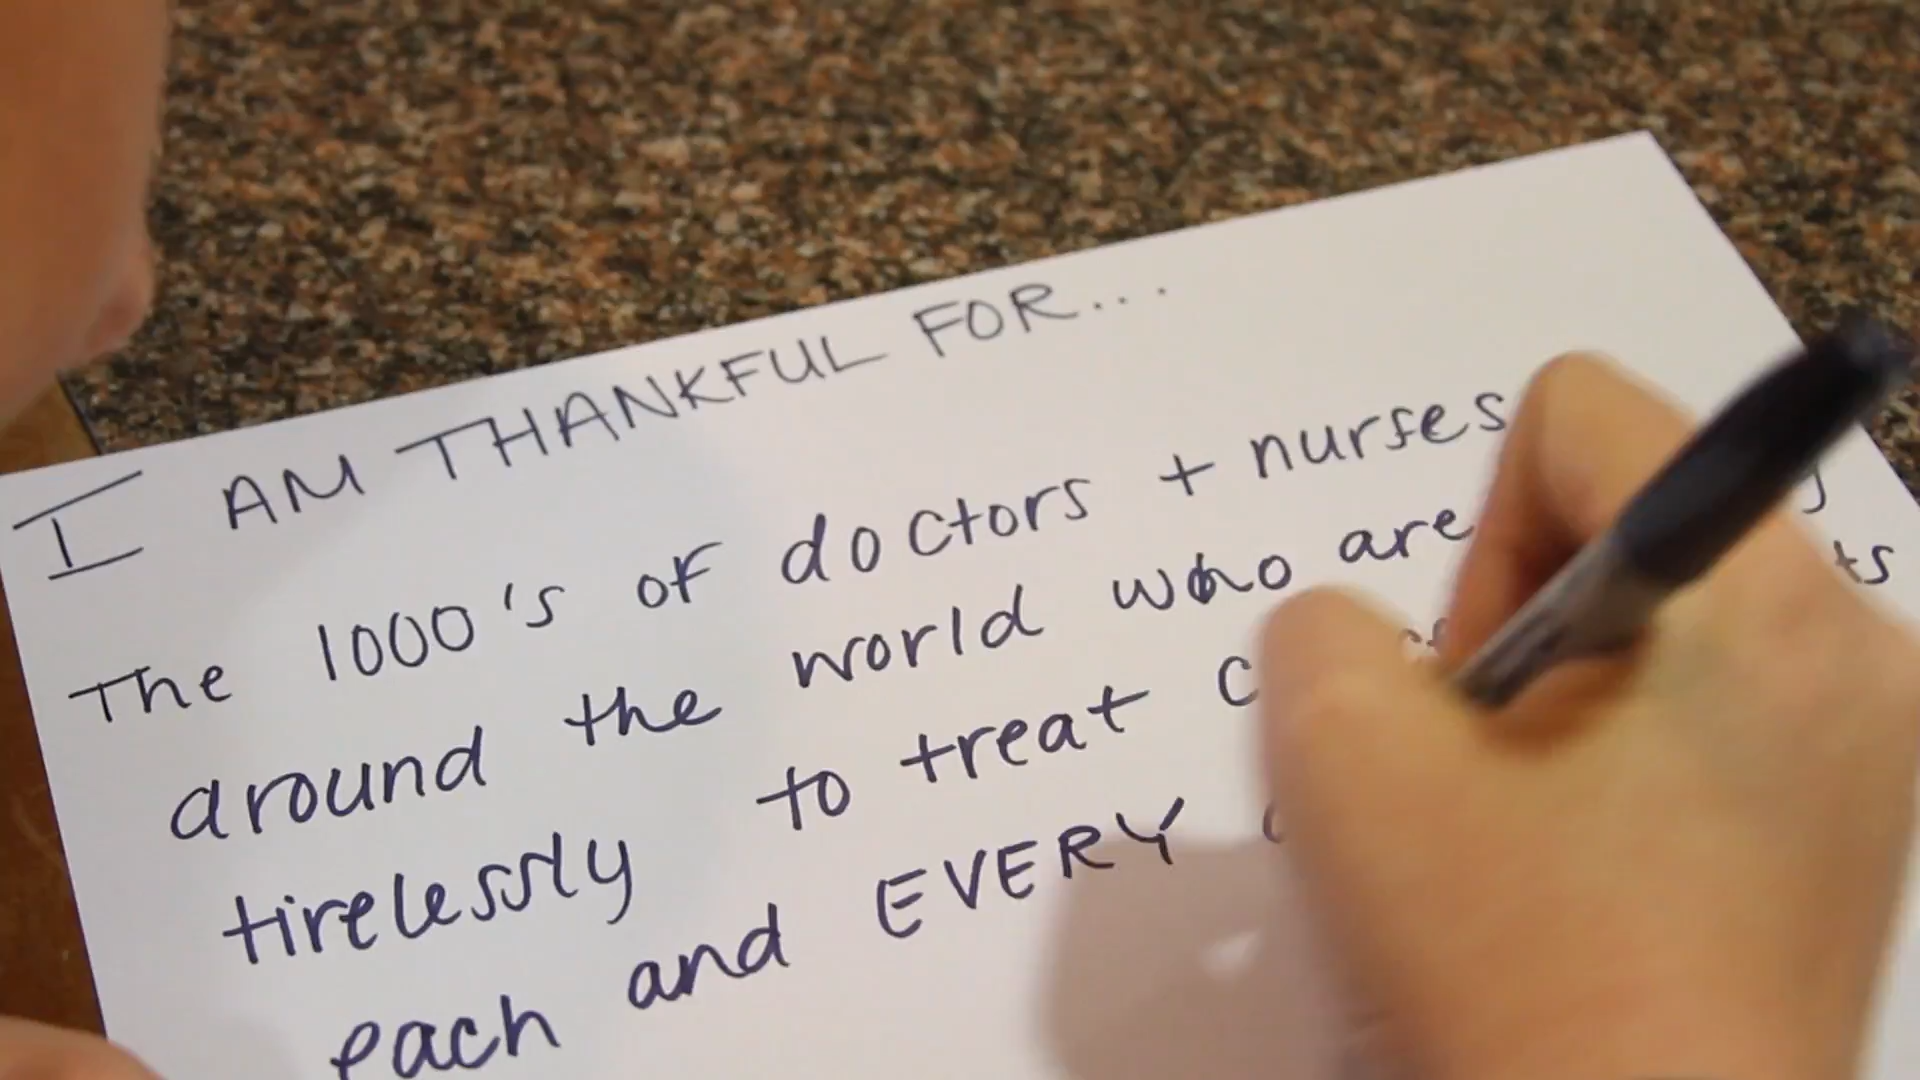 I AM THANKFUL FOR...
The 1000's of doctors + nurses
around the world who are
tirelessly to treat
each and EVERY